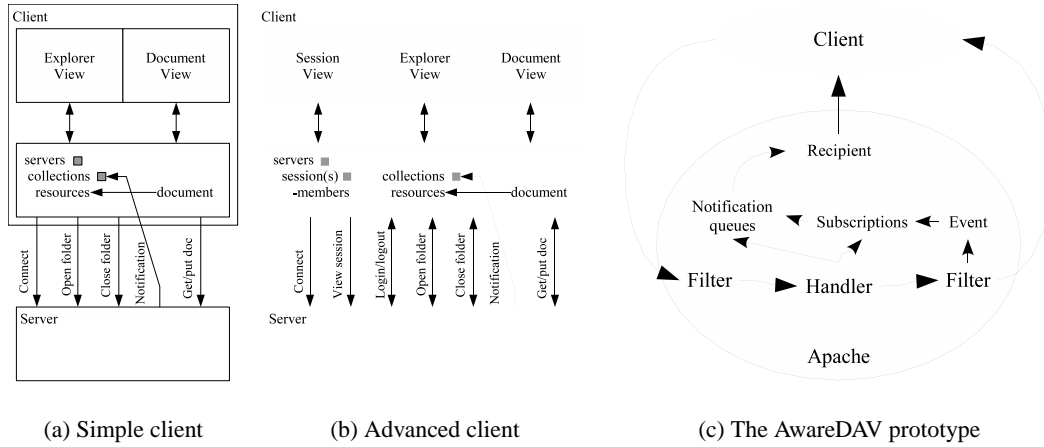 Client
Explorer
View
Document
View
servers
collections
resources
document
Connect
Open folder
Close folder
Notification
Get/put doc
Server
(a) Simple client
Client
Session
View
Explorer
View
Document
View
servers
session(s)
-members
collections
resources
document
Connect
View session
Login/logout
Open folder
Close folder
Notification
Get/put doc
Server
(b) Advanced client
Client
Recipient
Notification
queues
Subscriptions
Event
Filter
Handler
Filter
Apache
(c) The AwareDAV prototype